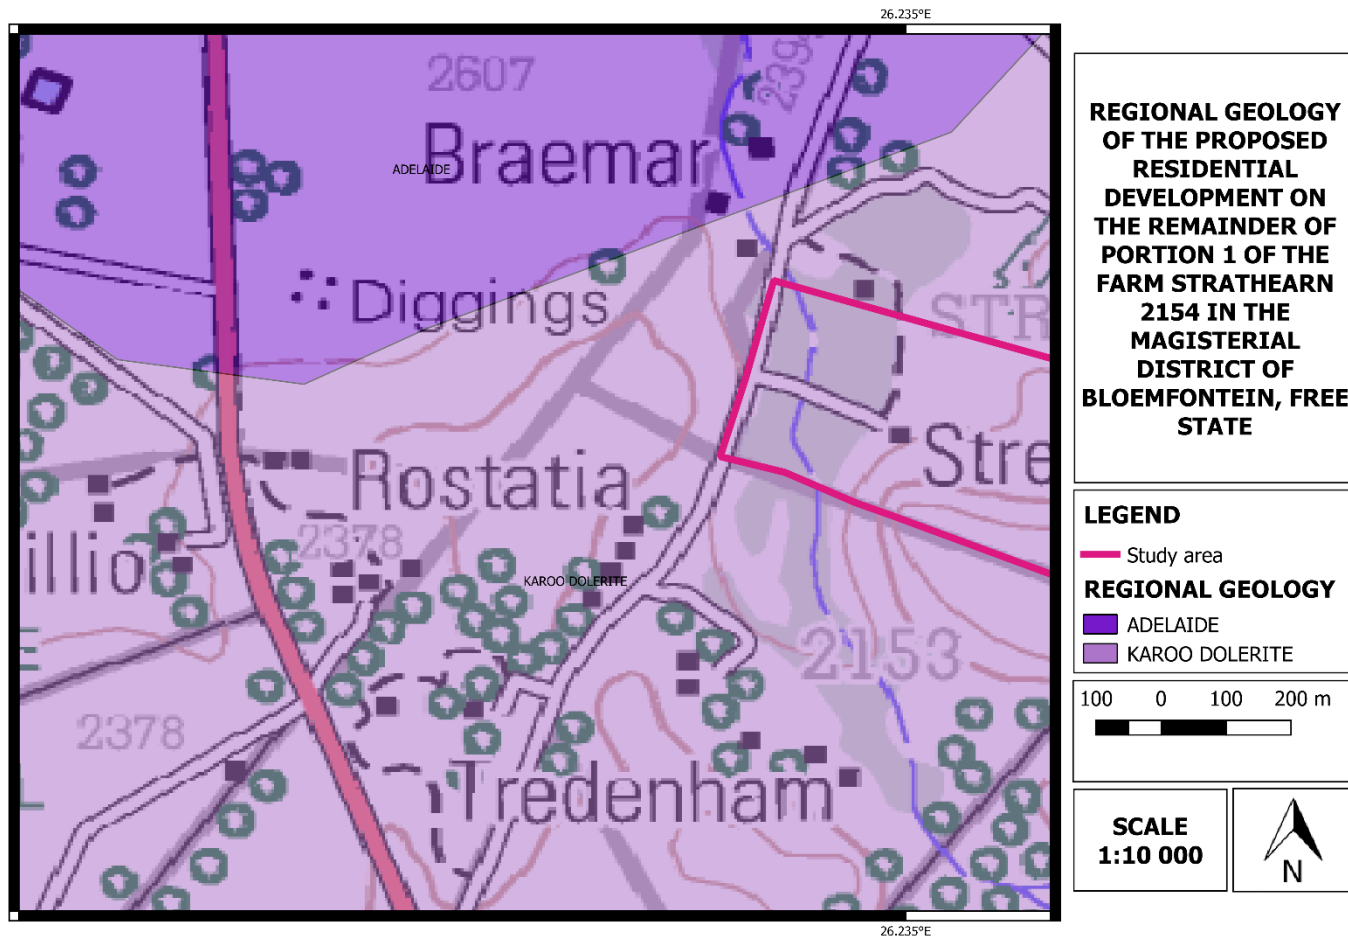 26.235°E
2607
239
Braemar
ADELAIDE
Diggings
STR
Stre
Rostatia
2378
illio
KAROO DOLERITE
2153
2378
Tredenham
26.235°E
REGIONAL GEOLOGY
OF THE PROPOSED
RESIDENTIAL
DEVELOPMENT ON
THE REMAINDER OF
PORTION 1 OF THE
FARM STRATHEARN
2154 IN THE
MAGISTERIAL
DISTRICT OF
BLOEMFONTEIN, FREE
STATE
LEGEND
Study area
REGIONAL GEOLOGY
ADELAIDE
KAROO DOLERITE
100 0 100 200 m
SCALE
1:10 000
N